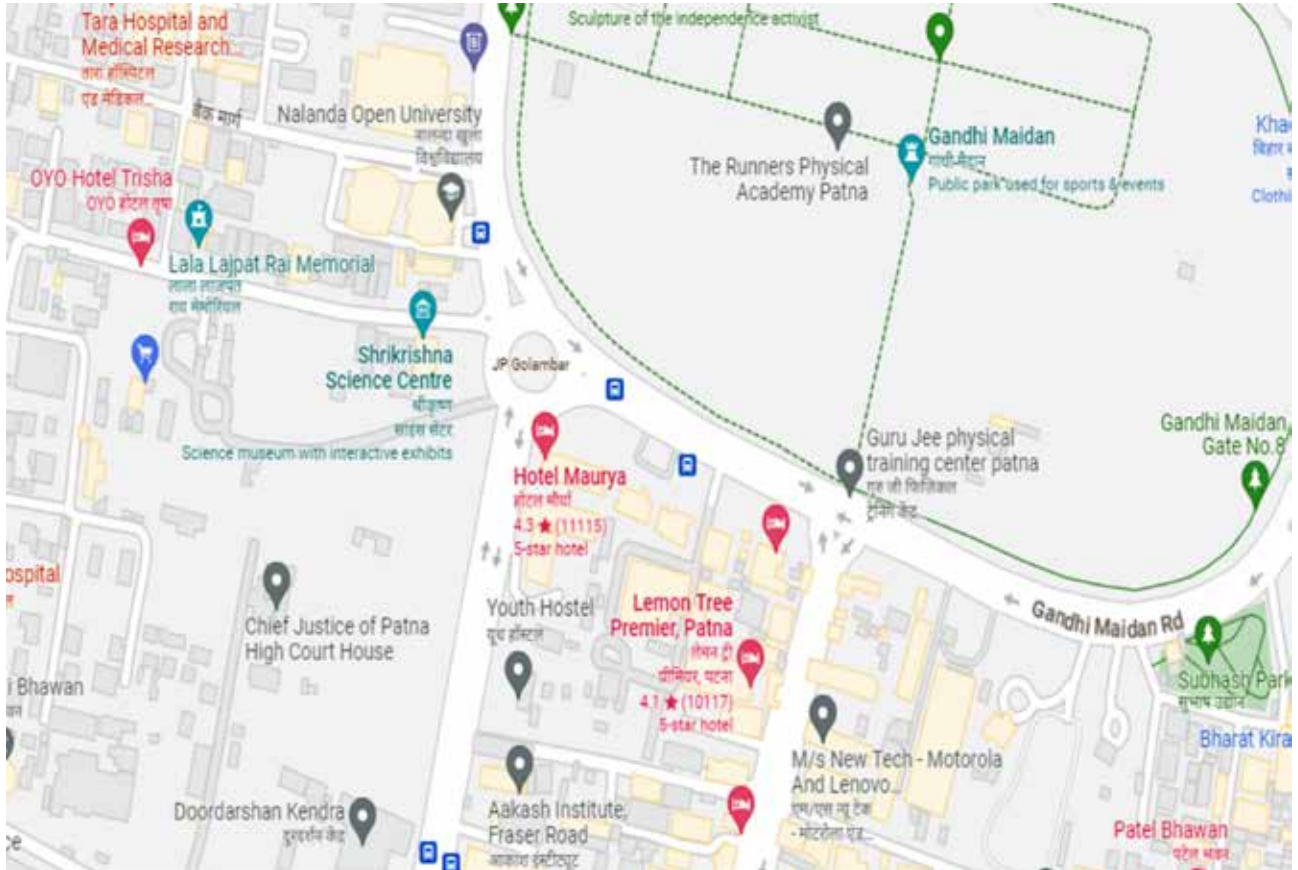 Tara Hospital and
Medical Research...
तारा हॉस्पिटल
एंड मेडिकल...
Sculpture of the independence activist
बैंक मार्ग
Nalanda Open University
नालन्दा खुला
विश्वविद्यालय
The Runners Physical
Academy Patna
Gandhi Maidan
गांधी मैदान
Public park used for sports & events
OYO Hotel Trisha
OYO होटल तृषा
Lala Lajpat Rai Memorial
लाला लाजपत
राय मेमोरियल
Shrikrishna
Science Centre
श्रीकृष्ण
साइंस सेंटर
Science museum with interactive exhibits
JP Golambar
Hotel Maurya
होटल मौर्या
4.3 ★ (11115)
5-star hotel
Guru Jee physical
training center patna
गुरु जी फिजिकल
ट्रेनिंग सेंटर
Gandhi Maidan
Gate No.8
ospital
Chief Justice of Patna
High Court House
Youth Hostel
यूथ हॉस्टल
Lemon Tree
Premier, Patna
लेमन ट्री
प्रीमियर, पटना
4.1 ★ (10117)
5-star hotel
Gandhi Maidan Rd
Subhash Park
सुभाष उद्यान
i Bhawan
Bharat Kira
M/s New Tech - Motorola
And Lenovo...
एम/एस न्यू टेक
- मोटरोला एंड...
Doordarshan Kendra
दूरदर्शन केंद्र
Aakash Institute,
Fraser Road
आकाश इंस्टीट्यूट
Patel Bhawan
पटेल भवन
ce